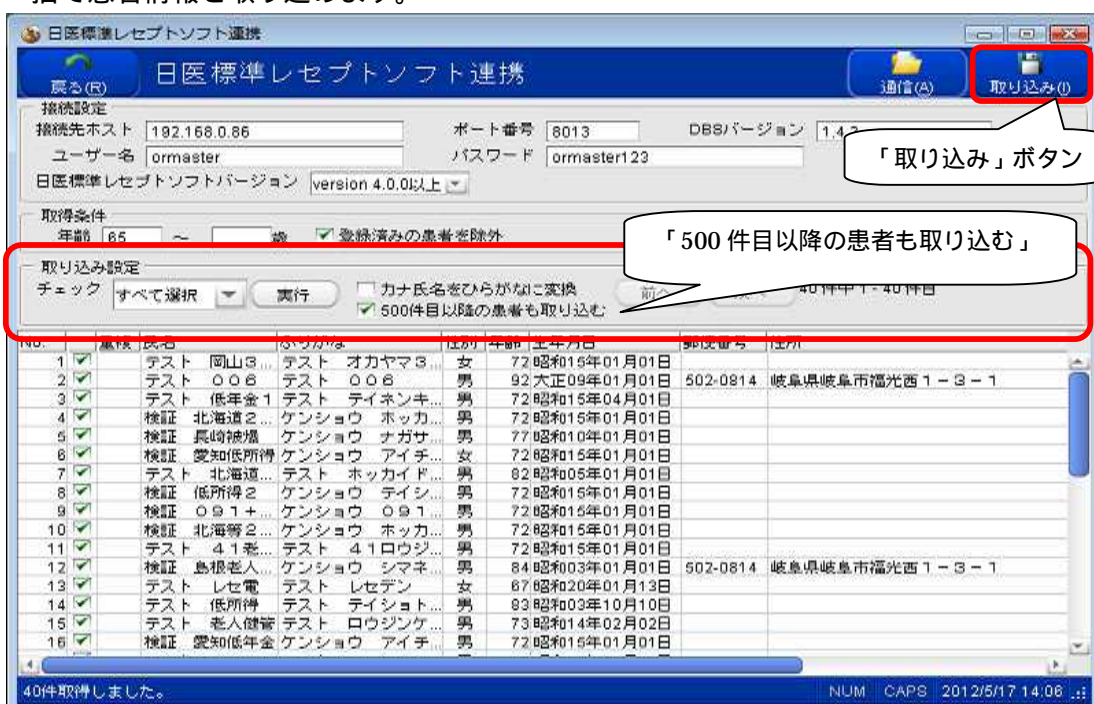 括で患者情報を取り込めます。
日医標準レセプトソフト連携
戻る(R) 日医標準レセプトソフト連携 通信(A) 取り込み(I)
接続設定
接続先ホスト 192.168.0.86 ポート番号 8013 DBSバージョン
ユーザー名 ormaster パスワード ormaster123
「取り込み」ボタン
日医標準レセプトソフトバージョン version 4.0.0以上
取得条件
年齢 65 ~ 歳 登録済みの患者を除外
「500 件目以降の患者も取り込む」
取り込み設定
チェック すべて選択 実行 カナ氏名をひらがなに変換 40件中 1 - 40件目
500件目以降の患者も取り込む
No. 重複 氏名 ふりがな 性別 年齢 生年月日 郵便番号 住所
1 テスト 岡山3... テスト オカヤマ3... 女 72 昭和15年01月01日
2 テスト 006 テスト 006 男 92 大正09年01月01日 502-0814 岐阜県岐阜市福光西1-3-1
3 テスト 低年金1 テスト テイネンキ... 男 72 昭和15年04月01日
4 検証 北海道2... ケンショウ ホッカ... 男 72 昭和15年01月01日
5 検証 長崎被爆 ケンショウ ナガサ... 男 77 昭和10年01月01日
6 検証 愛知低所得 ケンショウ アイチ... 女 72 昭和15年01月01日
7 テスト 北海道... テスト ホッカイド... 男 82 昭和05年01月01日
8 検証 低所得2 ケンショウ テイシ... 男 72 昭和15年01月01日
9 検証 091+... ケンショウ 091... 男 72 昭和15年01月01日
10 検証 北海等2... ケンショウ ホッカ... 男 72 昭和15年01月01日
11 テスト 41老... テスト 41ロウジ... 男 72 昭和15年01月01日
12 検証 島根老人... ケンショウ シマネ... 男 84 昭和03年01月01日 502-0814 岐阜県岐阜市福光西1-3-1
13 テスト レセ電 テスト レセデン 女 67 昭和20年01月13日
14 テスト 低所得 テスト テイショト... 男 83 昭和03年10月10日
15 テスト 老人健管 テスト ロウジンケ... 男 73 昭和14年02月02日
16 検証 愛知低年金 ケンショウ アイチ... 男 72 昭和15年01月01日
40件取得しました。 NUM CAPS 2012/5/17 14:06